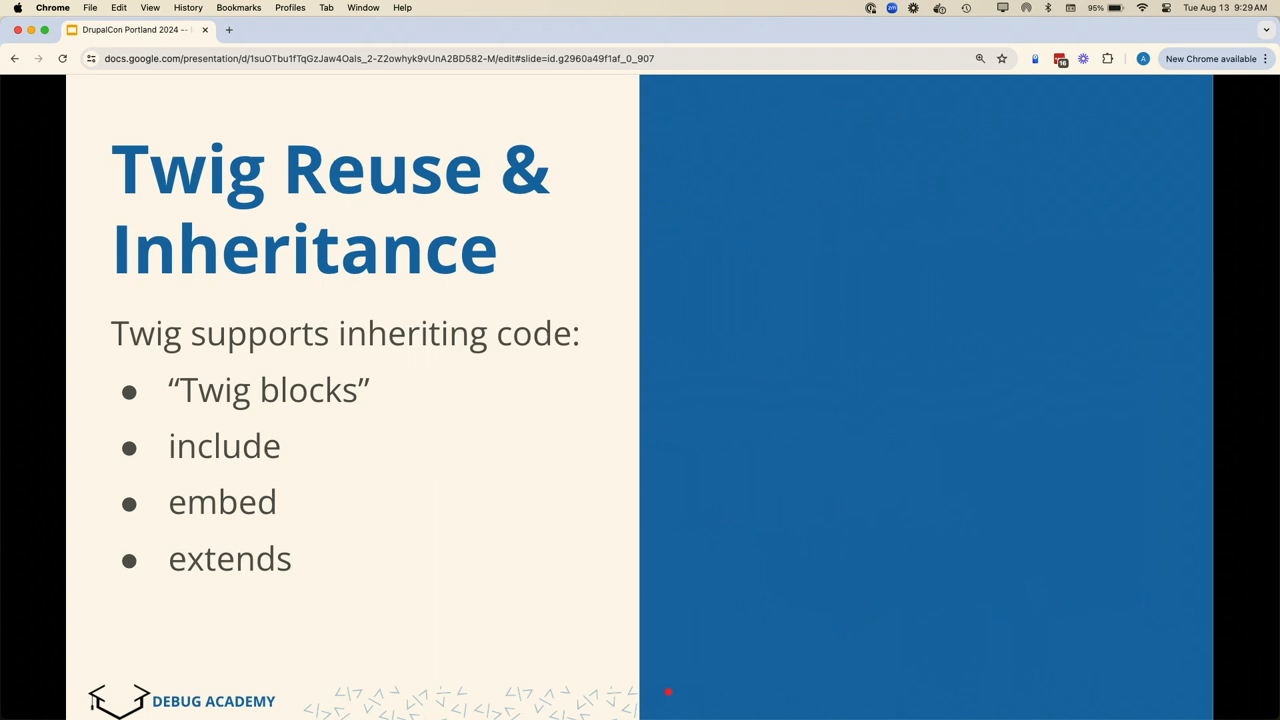 Chrome File Edit View History Bookmarks Profiles Tab Window Help 95% Tue Aug 13 9:29 AM
DrupalCon Portland 2024 --
docs.google.com/presentation/d/1suOTbu1fTqGzJaw4Oals_2-Z2owhyk9vUnA2BD582-M/edit#slide=id.g2960a49f1af_0_907 16 A New Chrome available
Twig Reuse &
Inheritance
Twig supports inheriting code:
● “Twig blocks”
● include
● embed
● extends
DEBUG ACADEMY